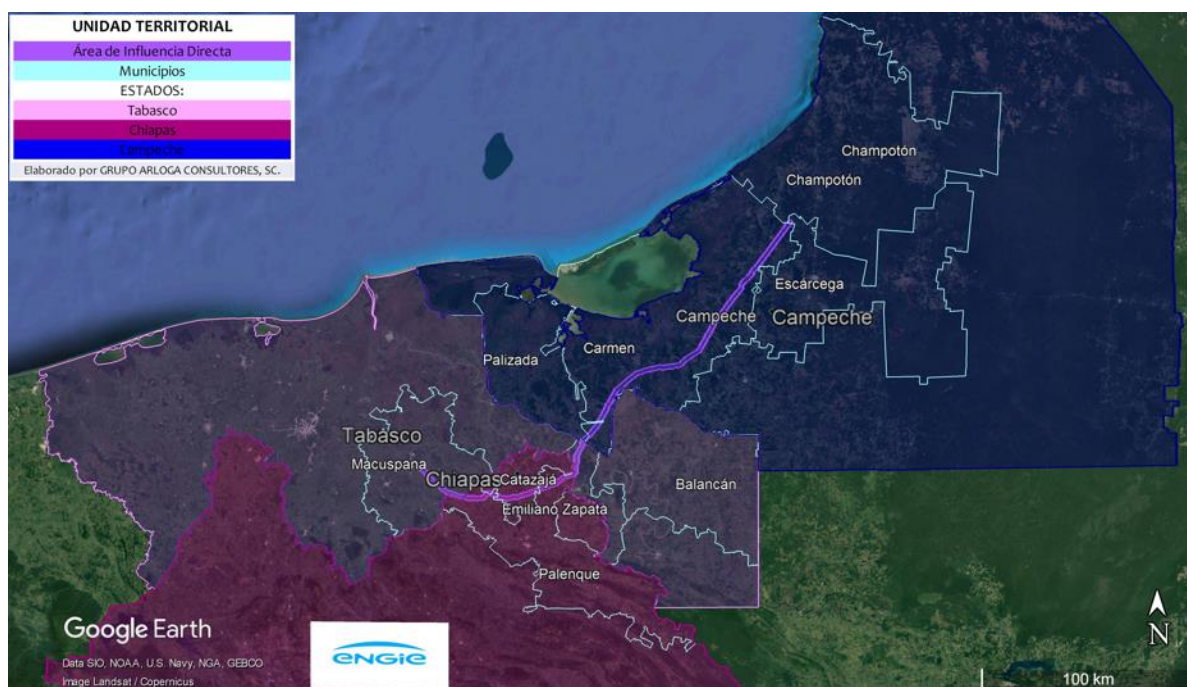 UNIDAD TERRITORIAL
Área de Influencia Directa
Municipios
ESTADOS:
Tabasco
Chiapas
Campeche
Elaborado por GRUPO ARLOGA CONSULTORES, SC.
Champotón
Champotón
Escárcega
Campeche
Campeche
Palizada
Carmen
Tabasco
Macuspana
Chiapas
Catazajá
Balancán
Emiliano Zapata
Palenque
Google Earth
Data SIO, NOAA, U.S. Navy, NGA, GEBCO
Image Landsat / Copernicus
ENGIE
N
100 km